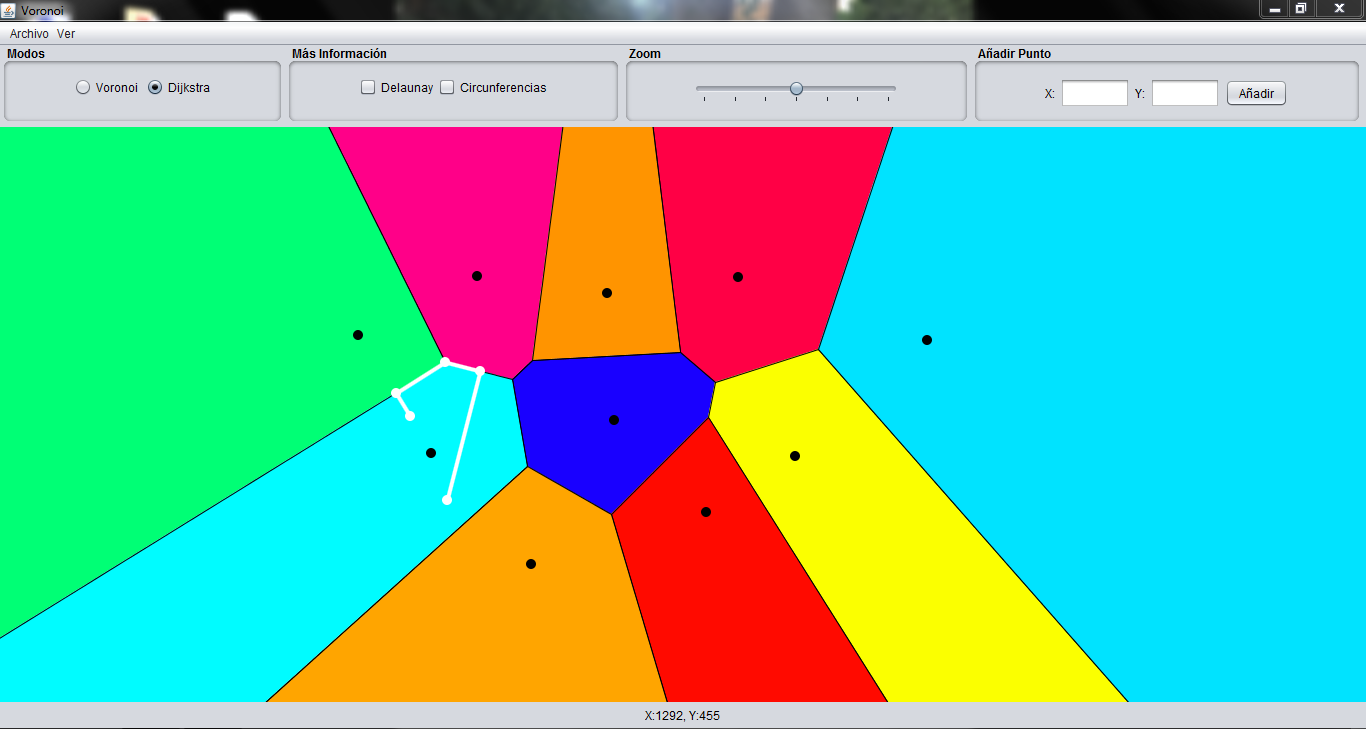 Voronoi
Archivo Ver
Modos
Voronoi Dijkstra
Más Información
Delaunay Circunferencias
Zoom
Añadir Punto
X: Y: Añadir
X:1292, Y:455